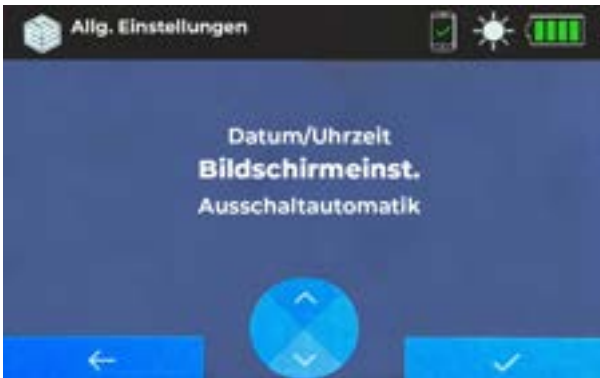 Allg. Einstellungen
Datum/Uhrzeit
Bildschirmeinst.
Ausschaltautomatik